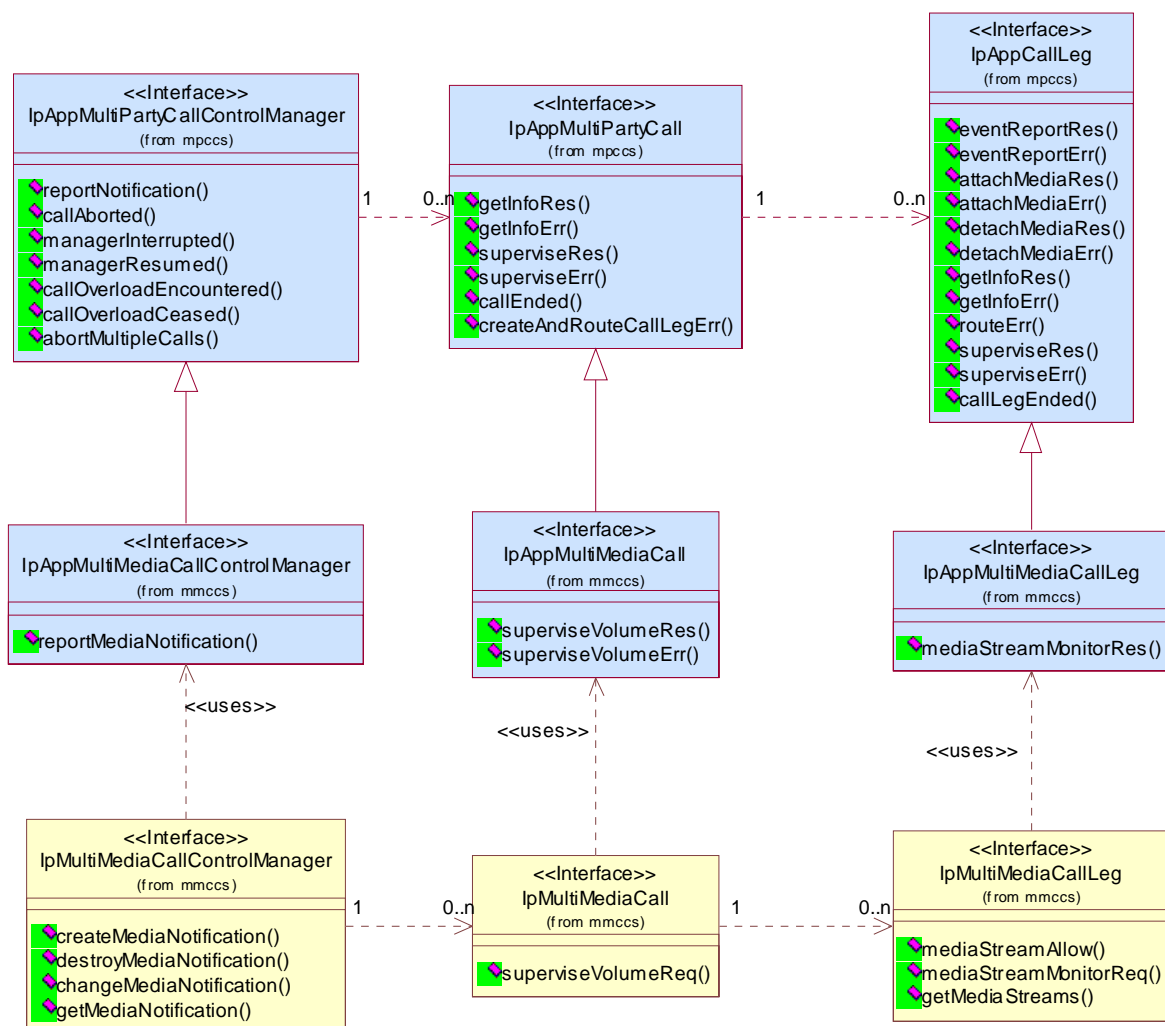 <<Interface>>
IpAppMultiPartyCallControlManager
(from mpccs)
reportNotification()
callAborted()
managerInterrupted()
managerResumed()
callOverloadEncountered()
callOverloadCeased()
abortMultipleCalls()
1
0..n
<<Interface>>
IpAppMultiPartyCall
(from mpccs)
getInfoRes()
getInfoErr()
superviseRes()
superviseErr()
callEnded()
createAndRouteCallLegErr()
1
0..n
<<Interface>>
IpAppCallLeg
(from mpccs)
eventReportRes()
eventReportErr()
attachMediaRes()
attachMediaErr()
detachMediaRes()
detachMediaErr()
getInfoRes()
getInfoErr()
routeErr()
superviseRes()
superviseErr()
callLegEnded()
<<Interface>>
IpAppMultiMediaCallControlManager
(from mmccs)
reportMediaNotification()
<<Interface>>
IpAppMultiMediaCall
(from mmccs)
superviseVolumeRes()
superviseVolumeErr()
<<Interface>>
IpAppMultiMediaCallLeg
(from mmccs)
mediaStreamMonitorRes()
<<uses>>
<<uses>>
<<uses>>
<<Interface>>
IpMultiMediaCallControlManager
(from mmccs)
createMediaNotification()
destroyMediaNotification()
changeMediaNotification()
getMediaNotification()
1
0..n
<<Interface>>
IpMultiMediaCall
(from mmccs)
superviseVolumeReq()
1
0..n
<<Interface>>
IpMultiMediaCallLeg
(from mmccs)
mediaStreamAllow()
mediaStreamMonitorReq()
getMediaStreams()